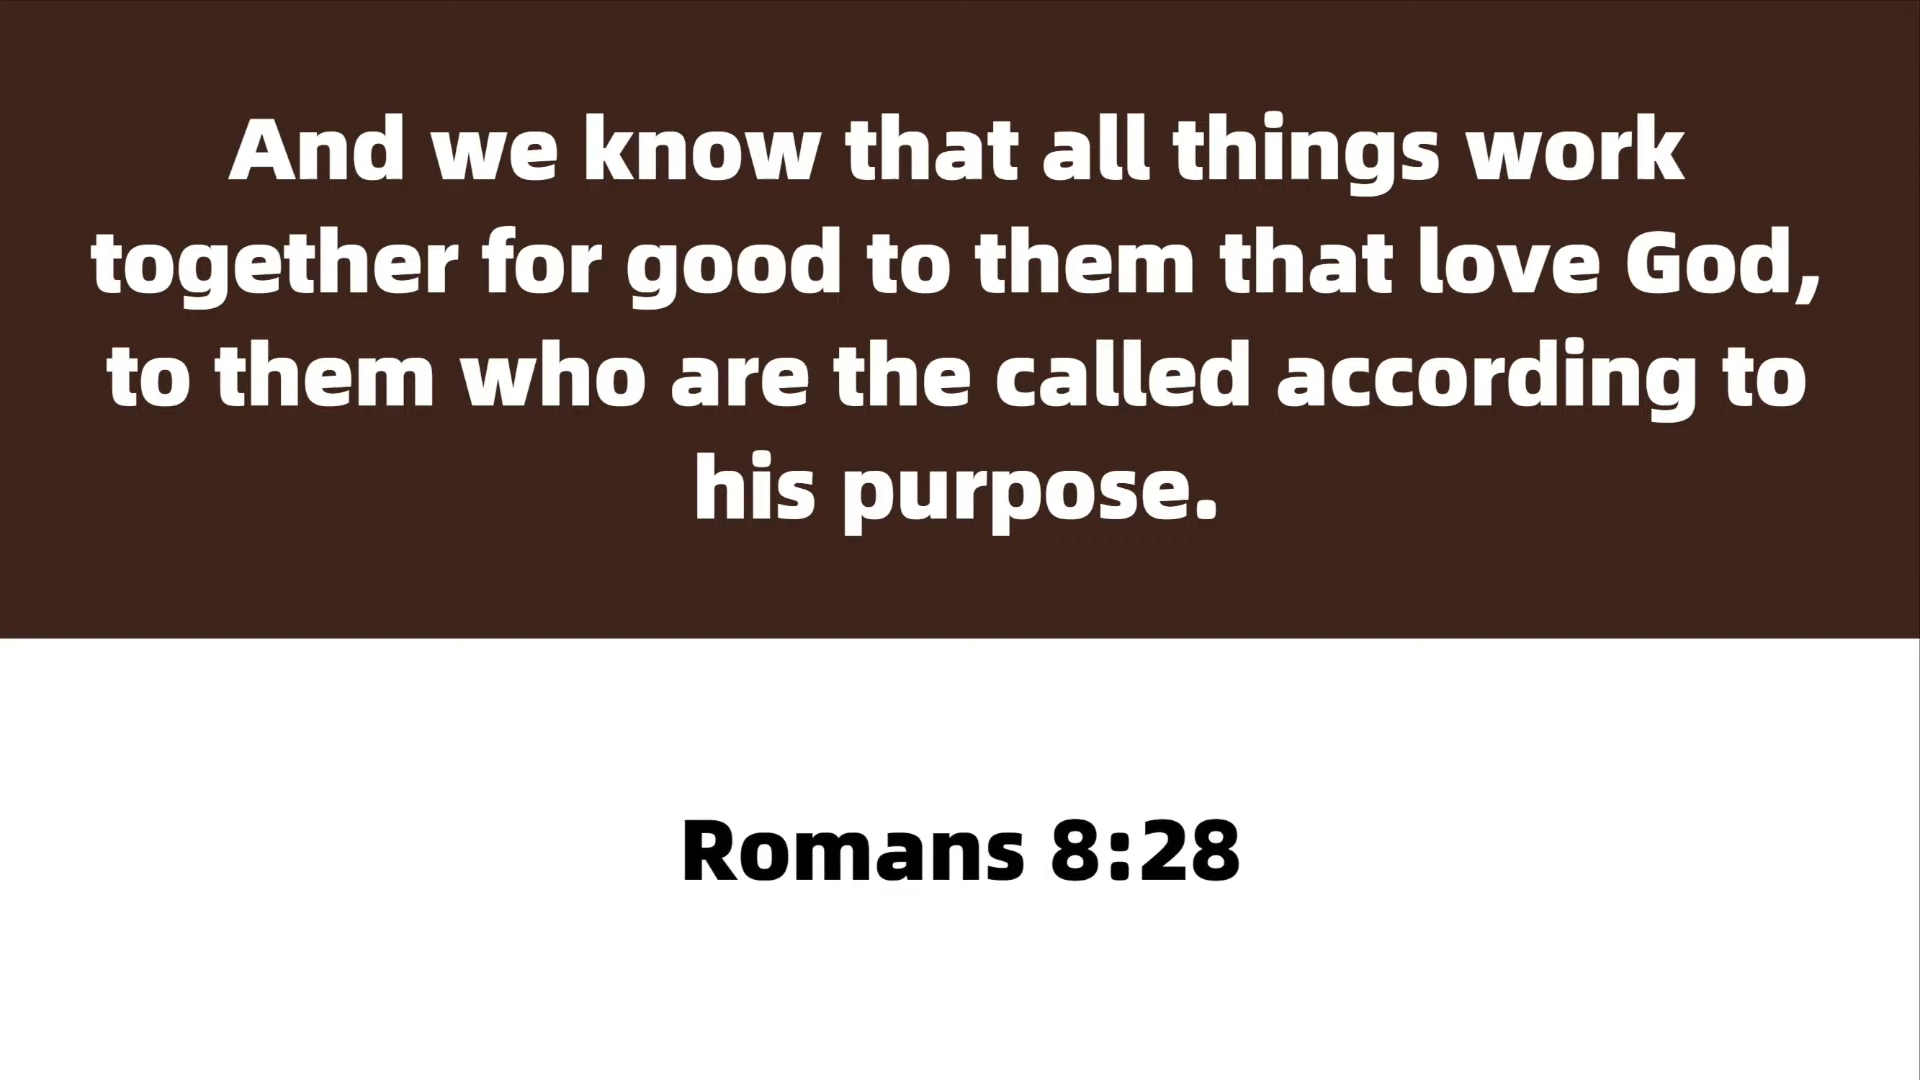 And we know that all things work
together for good to them that love God,
to them who are the called according to
his purpose.
Romans 8:28